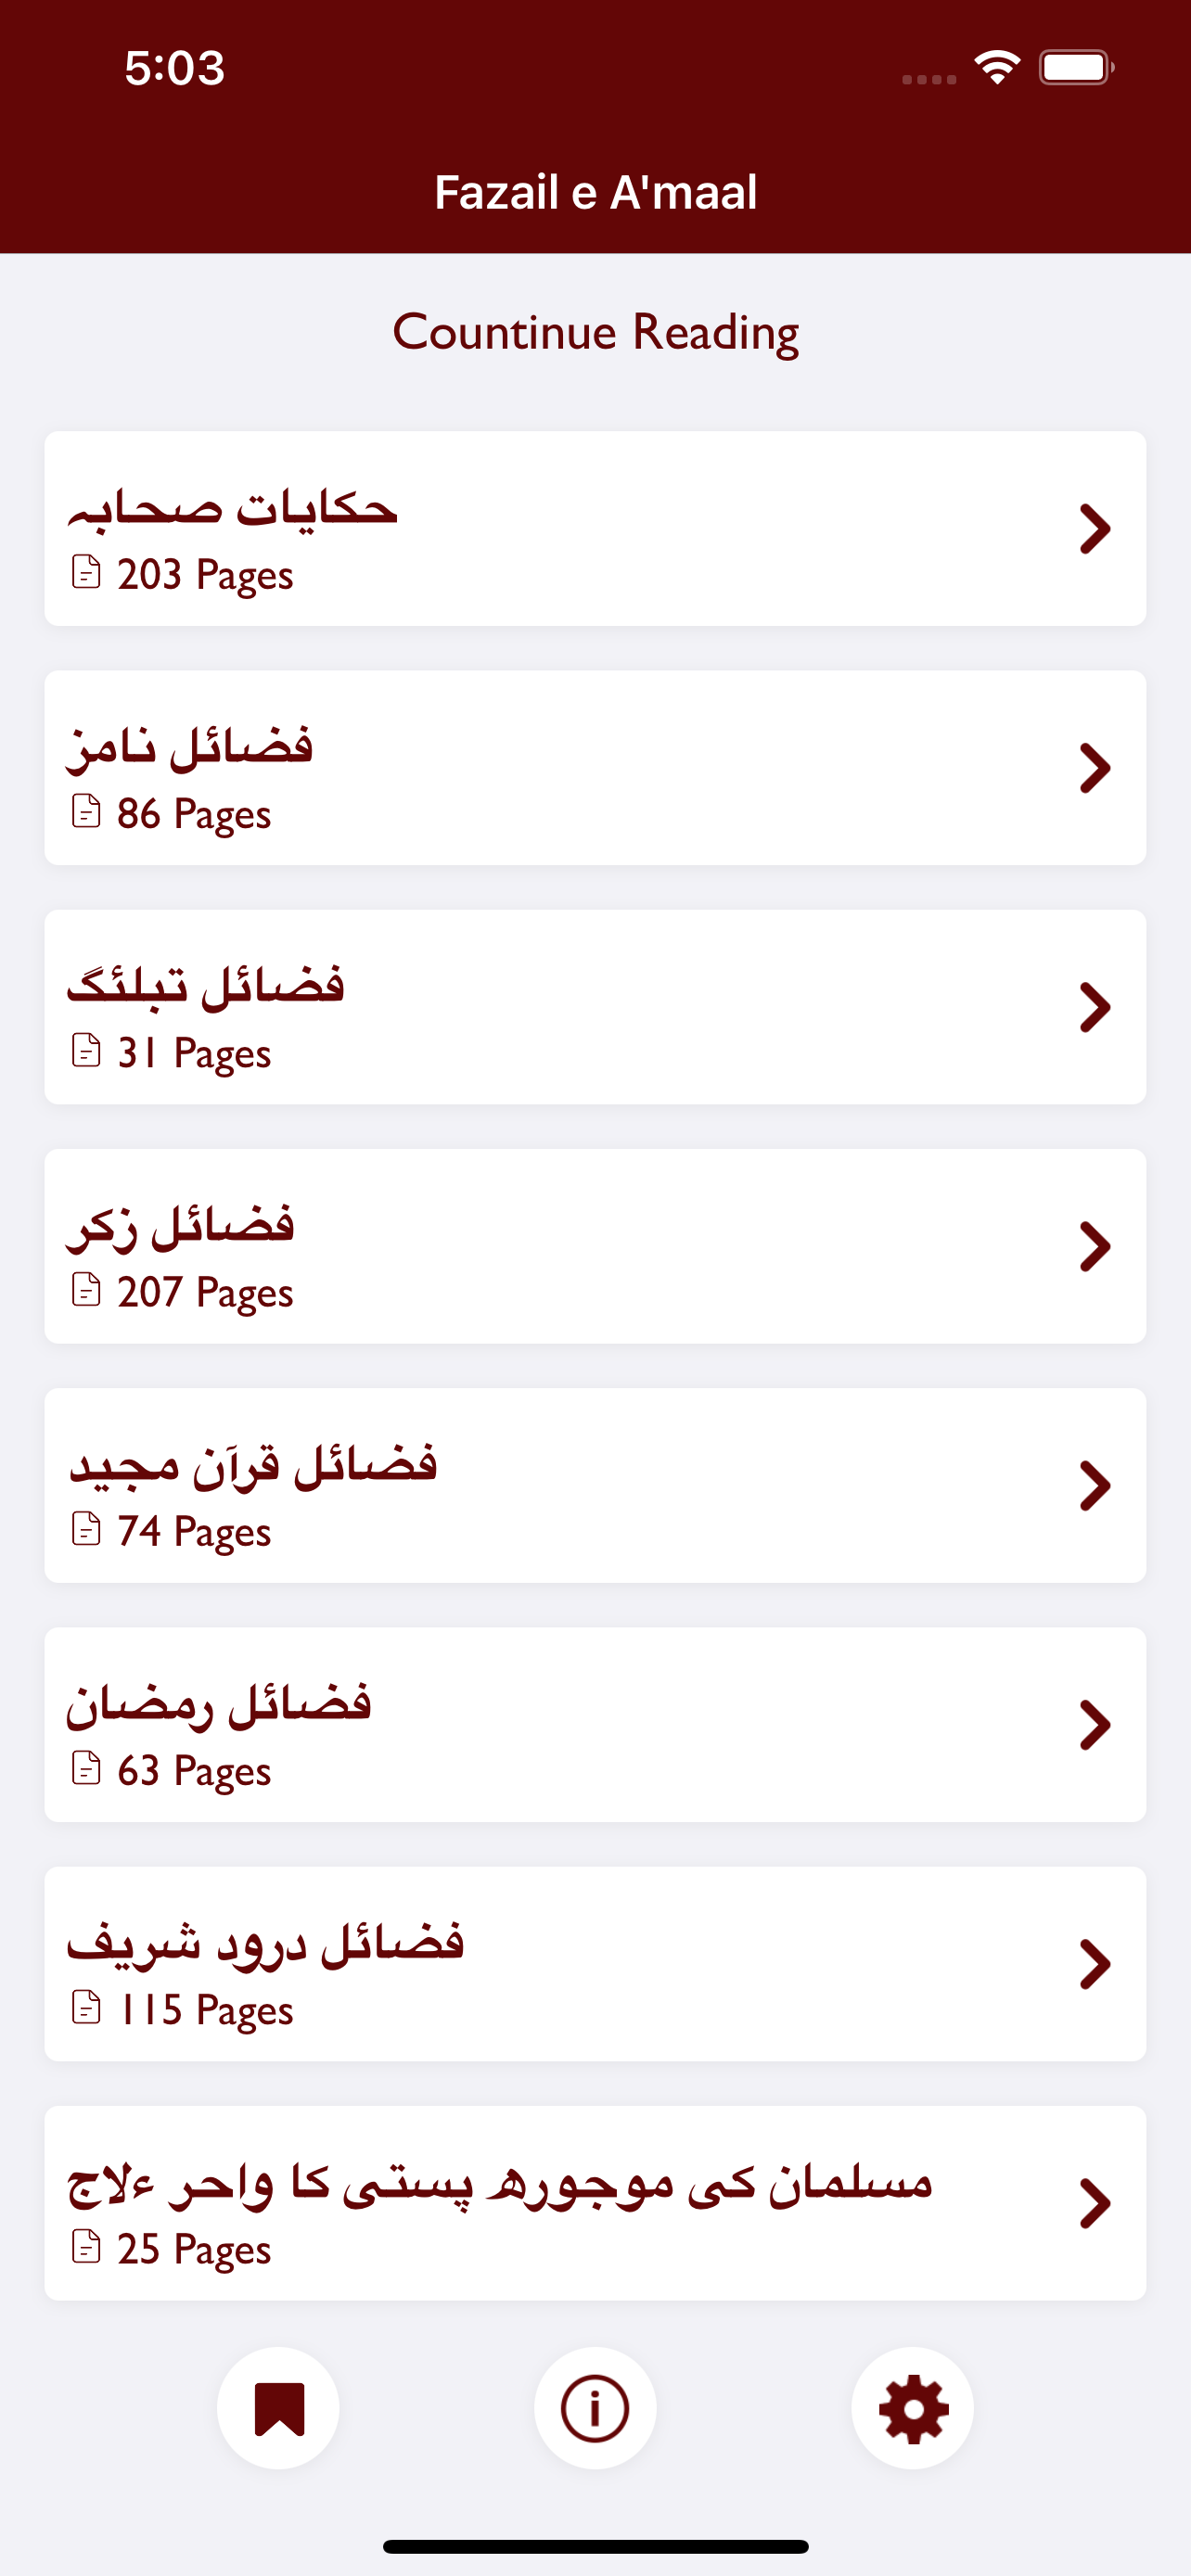 5:03
Fazail e A'maal
Countinue Reading
حکایات صحابہ
203 Pages
فضائل نامز
86 Pages
فضائل تبلئگ
31 Pages
فضائل زکر
207 Pages
فضائل قرآن مجید
74 Pages
فضائل رمضان
63 Pages
فضائل درود شریف
115 Pages
مسلمان کی موجورھ پستی کا واحر ءلاج
25 Pages